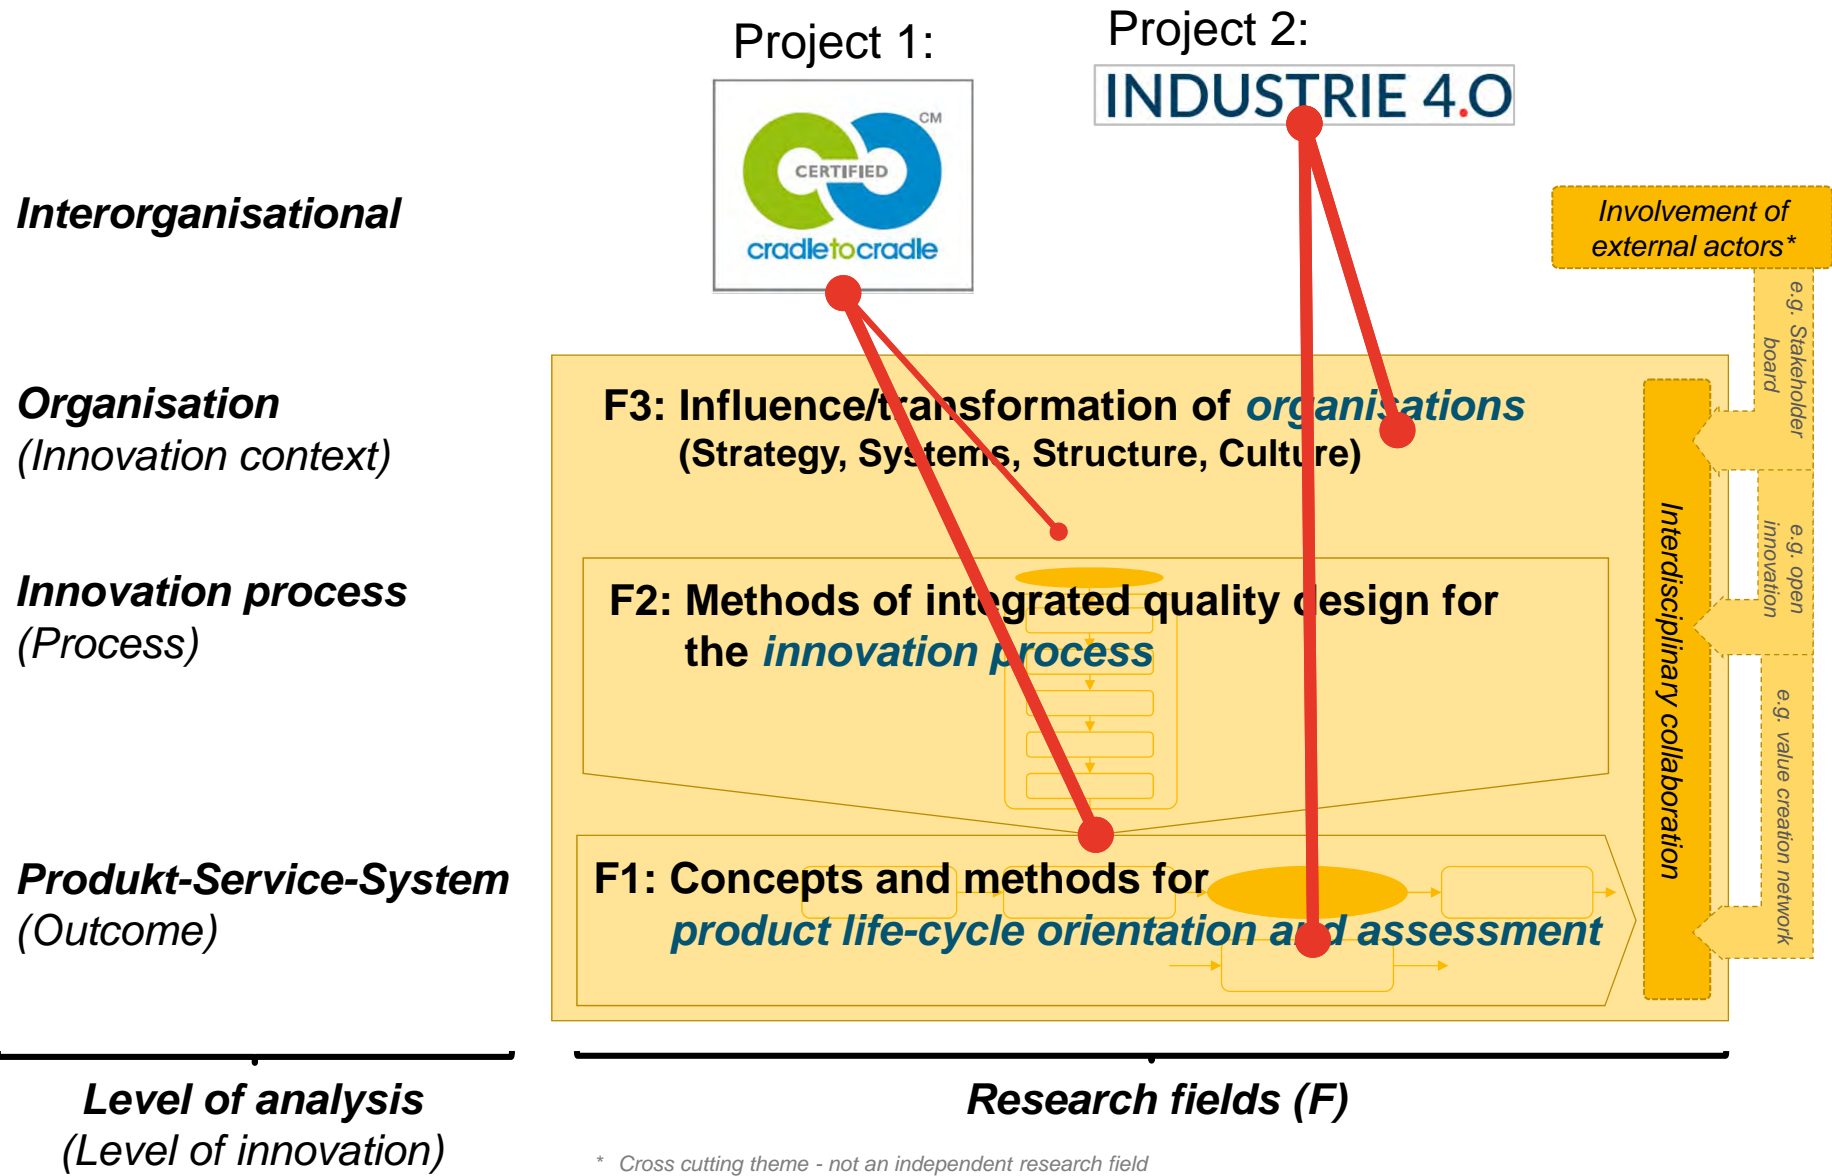 Project 1:
Project 2:
CM
CERTIFIED
cradletocradle
INDUSTRIE 4.O
Interorganisational
Involvement of
external actors*
e.g. Stakeholder
board
Organisation
(Innovation context)
F3: Influence/transformation of organisations
(Strategy, Systems, Structure, Culture)
Innovation process
(Process)
F2: Methods of integrated quality design for
the innovation process
Interdisciplinary collaboration
e.g. open
innovation
e.g. value creation network
Produkt-Service-System
(Outcome)
F1: Concepts and methods for
product life-cycle orientation and assessment
Level of analysis
(Level of innovation)
Research fields (F)
* Cross cutting theme - not an independent research field